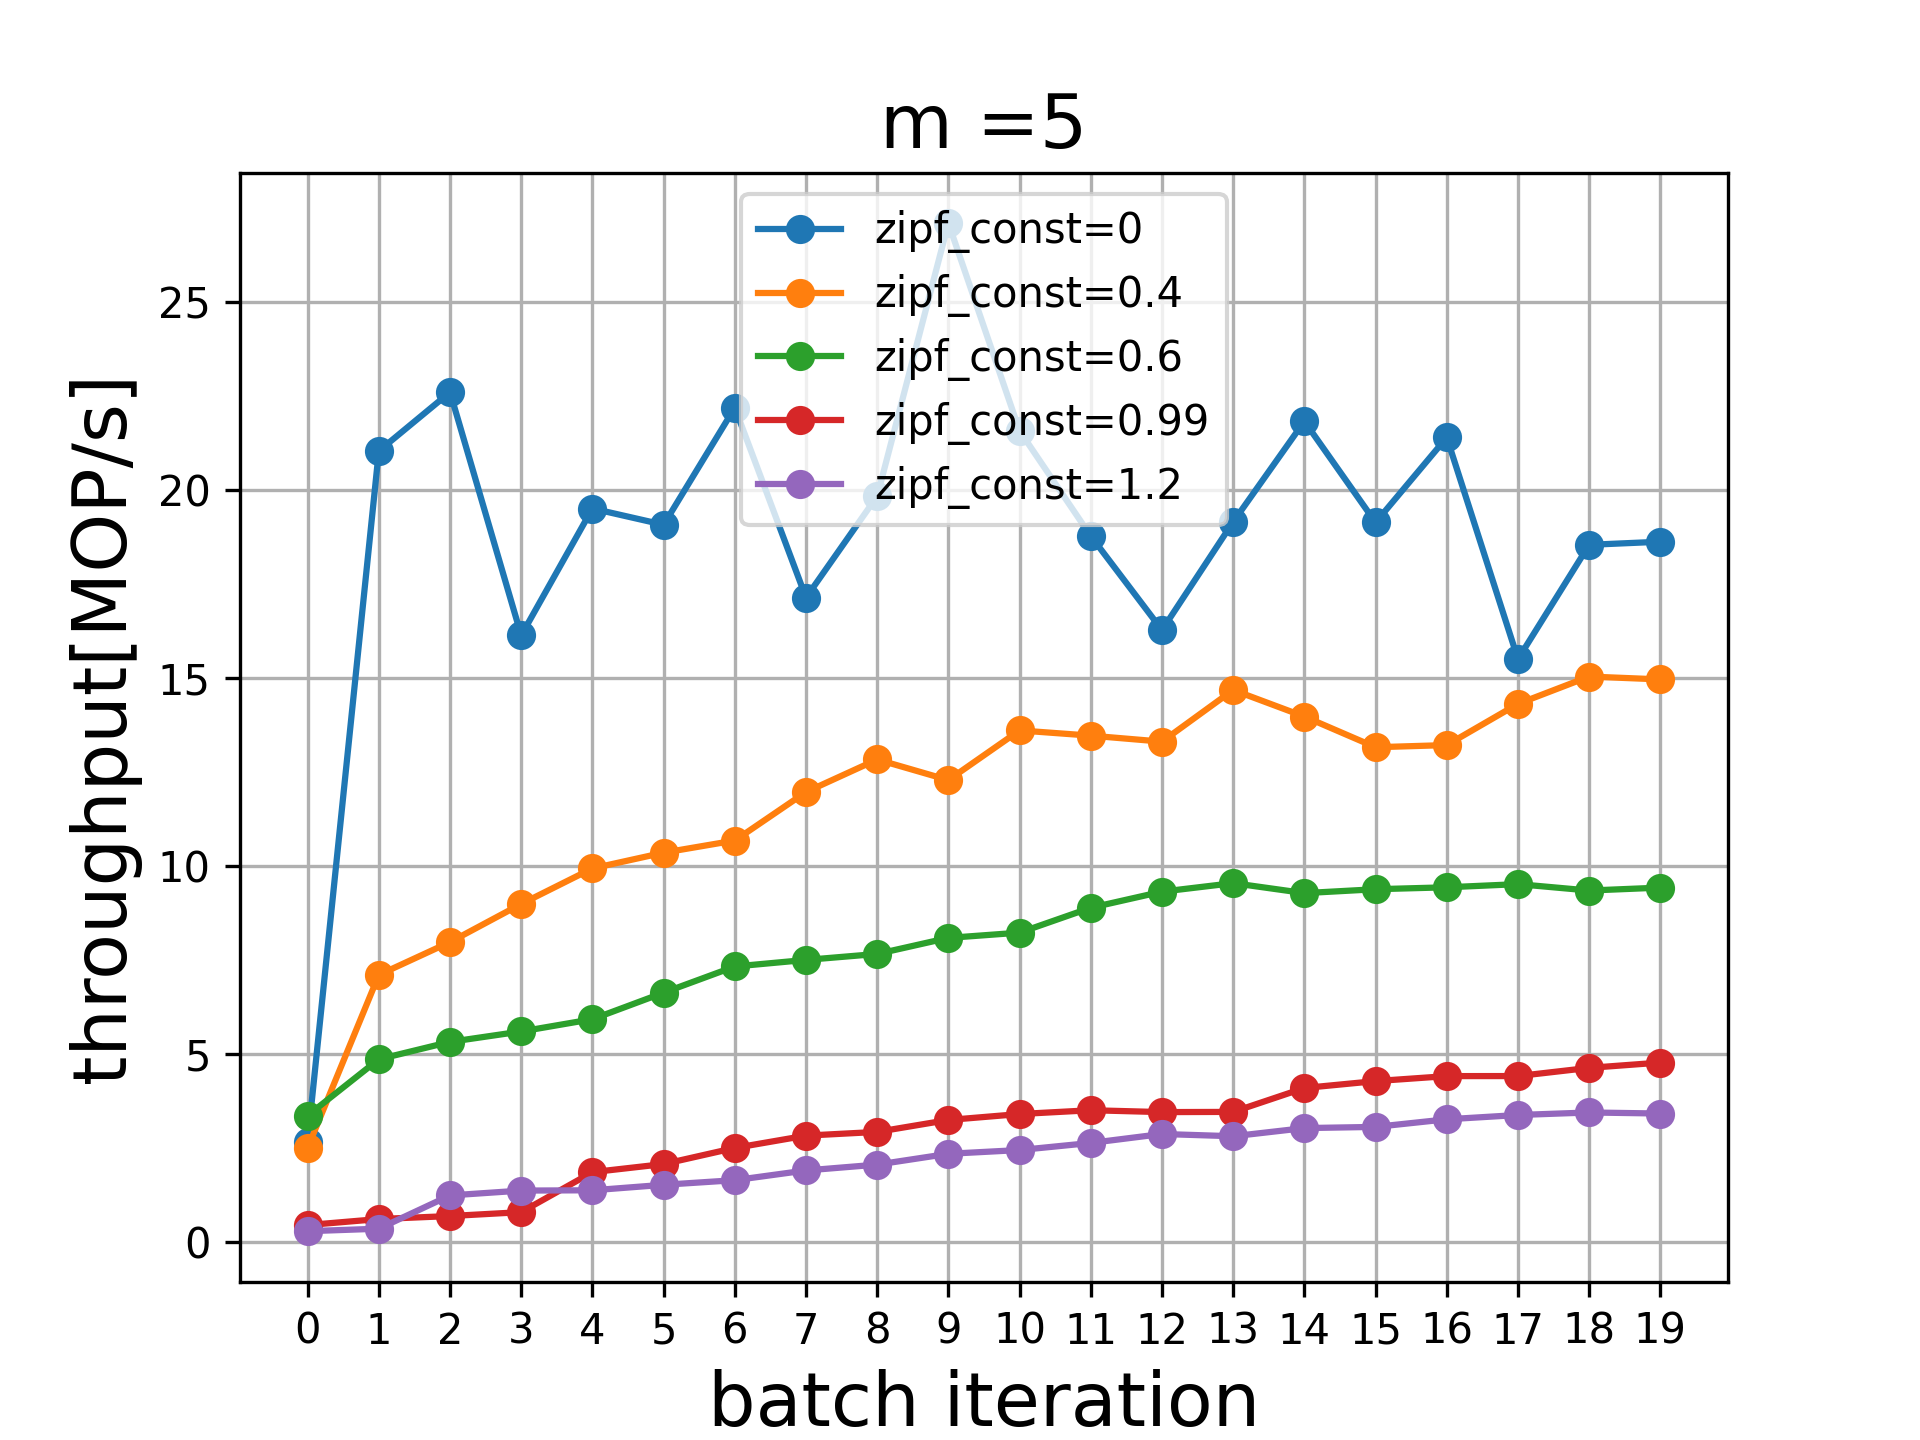 m =5
zipf_const=0
zipf_const=0.4
zipf_const=0.6
zipf_const=0.99
zipf_const=1.2
throughput[MOP/s]
25
20
15
10
5
0
0 1 2 3 4 5 6 7 8 9 10 11 12 13 14 15 16 17 18 19
batch iteration